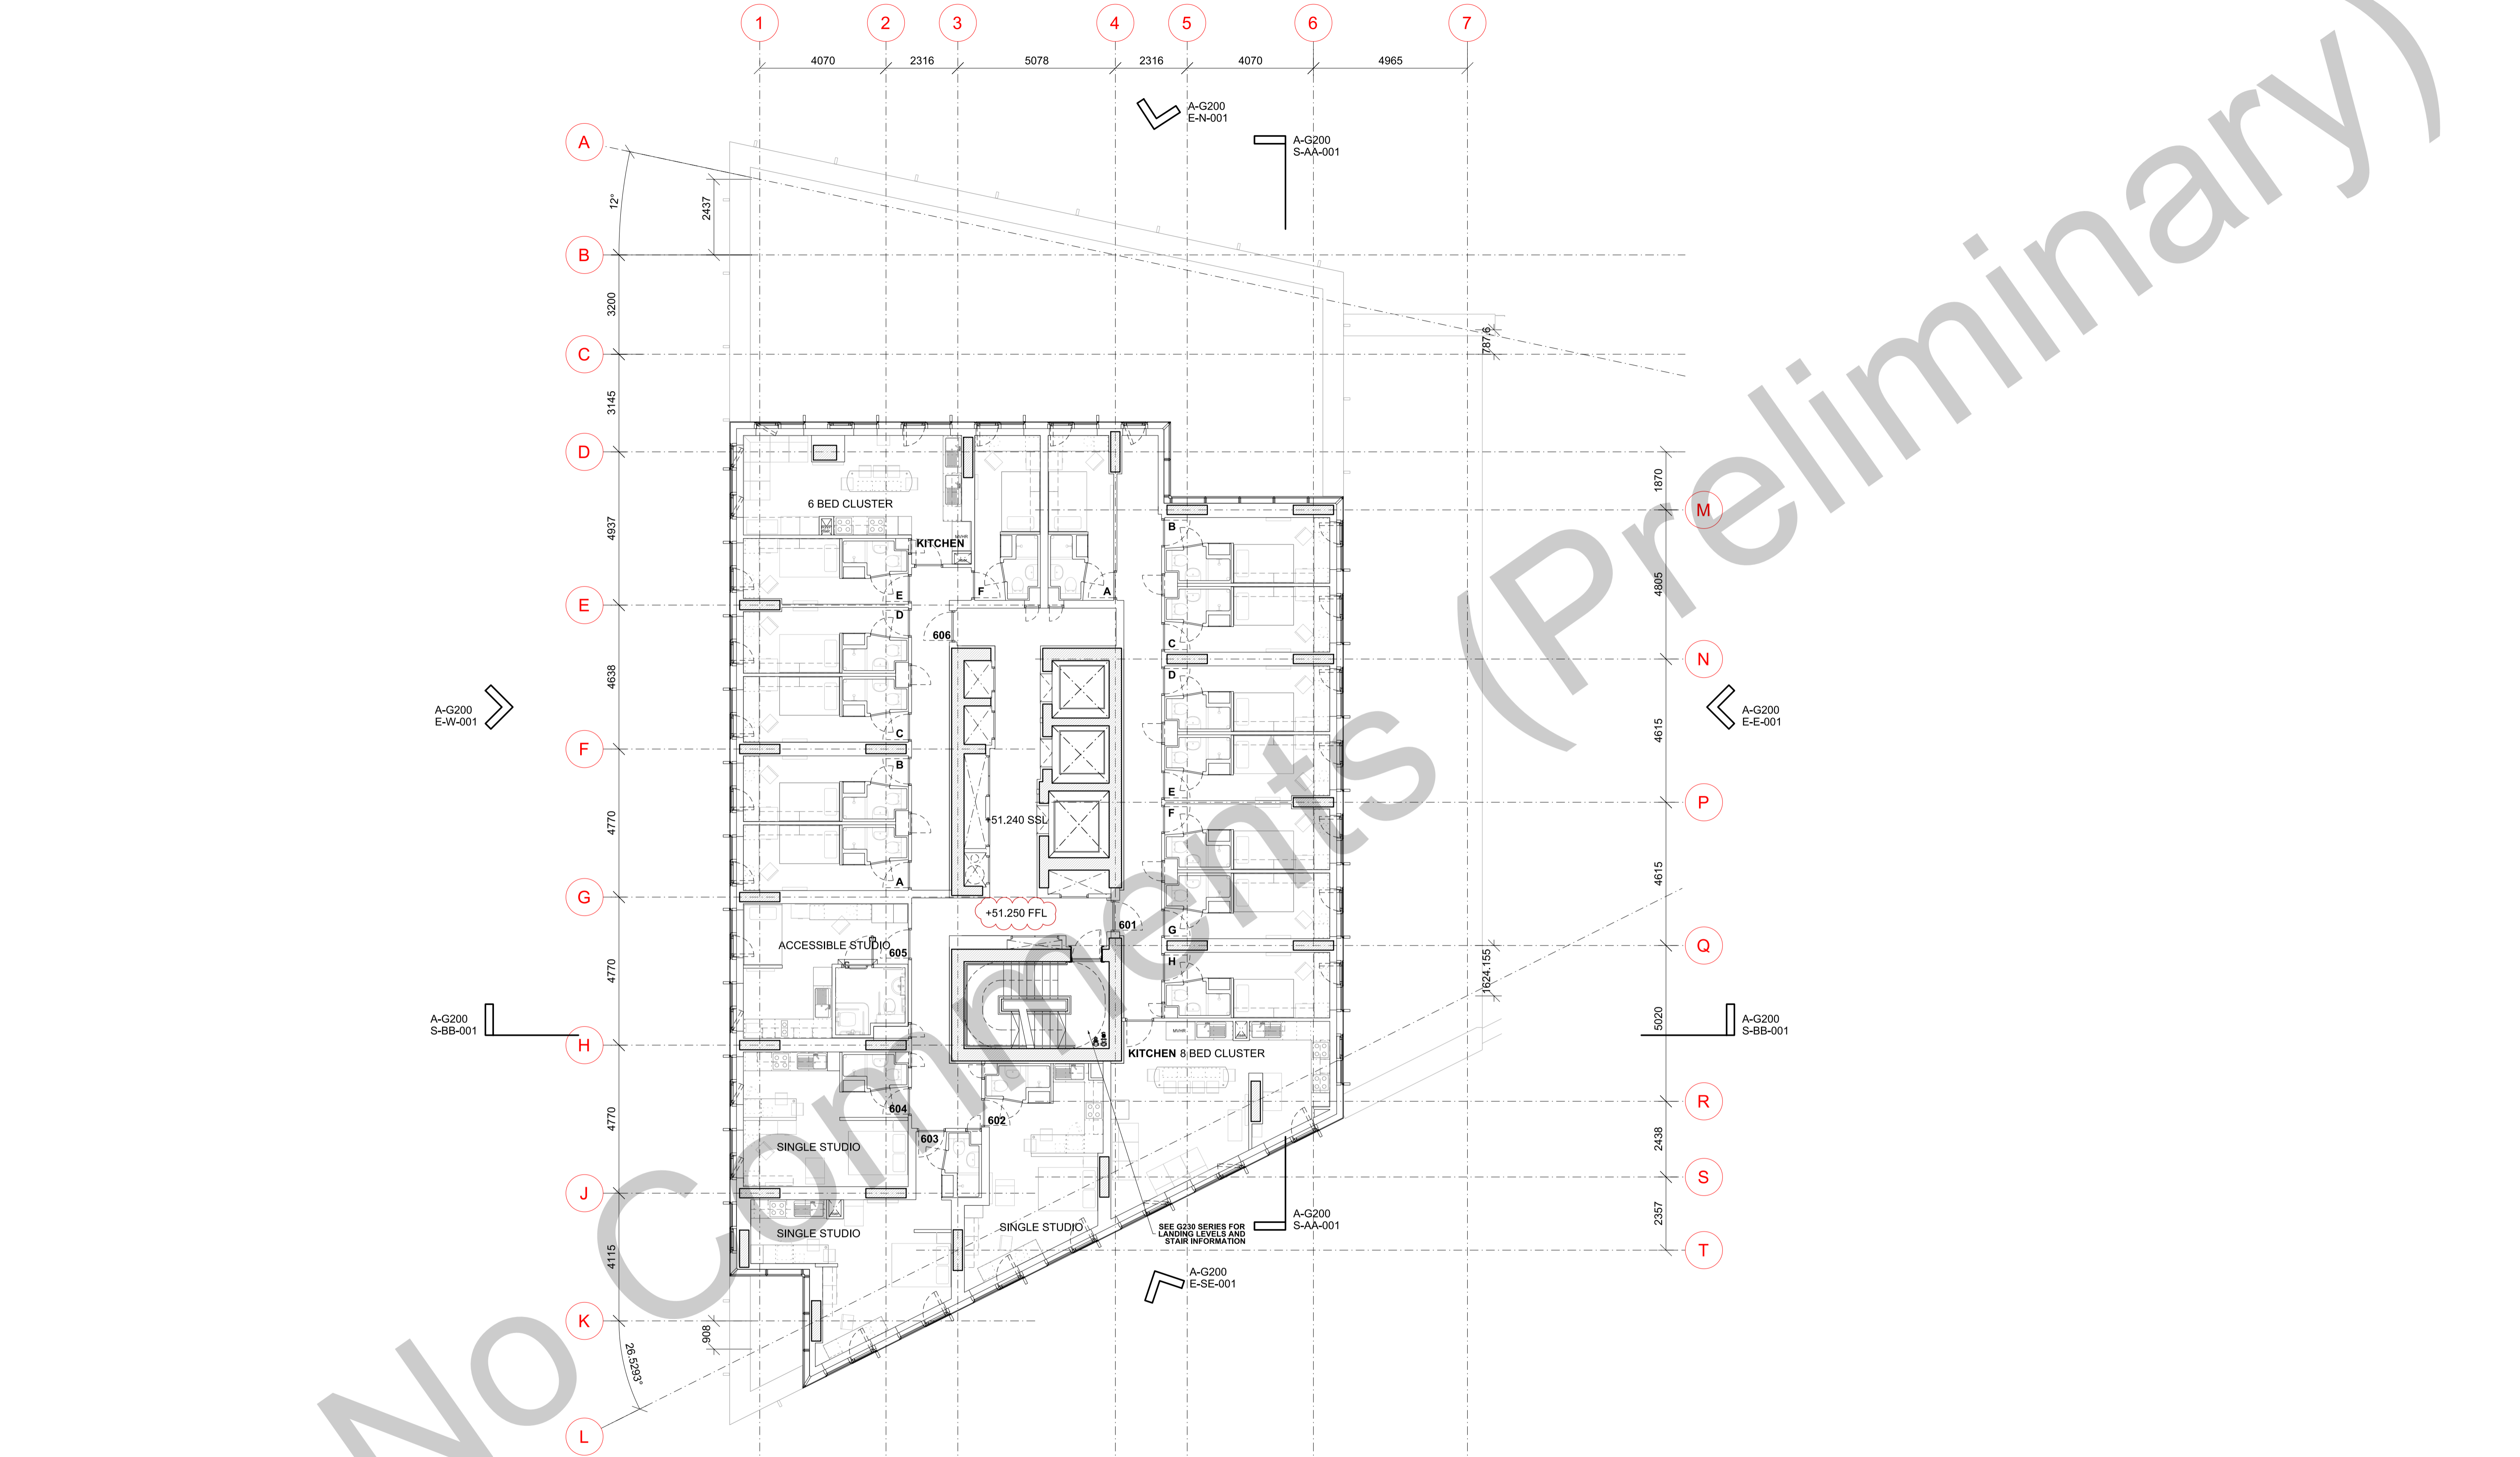 1
2
3
4
5
6
7
4070
2316
5078
2316
4070
4965
A-G200
E-N-001
A-G200
S-AA-001
A
B
C
D
E
F
G
H
J
K
L
12°
2437
3200
3145
4937
4638
4770
4770
4770
4115
908
26.5293°
787.6
1870
M
4805
N
4615
P
4615
Q
1624.155
5020
R
2438
S
2357
T
6 BED CLUSTER
KITCHEN
MVHR
E
F
A
B
D
606
C
C
D
B
E
F
A
+51.240 SSL
G
+51.250 FFL
601
H
ACCESSIBLE STUDIO
605
MVHR
KITCHEN 8 BED CLUSTER
604
602
603
SINGLE STUDIO
SINGLE STUDIO
SINGLE STUDIO
SEE G230 SERIES FOR
LANDING LEVELS AND
STAIR INFORMATION
A-G200
E-W-001
A-G200
E-E-001
A-G200
S-BB-001
A-G200
S-BB-001
A-G200
S-AA-001
A-G200
E-SE-001
No Comments (Preliminary)